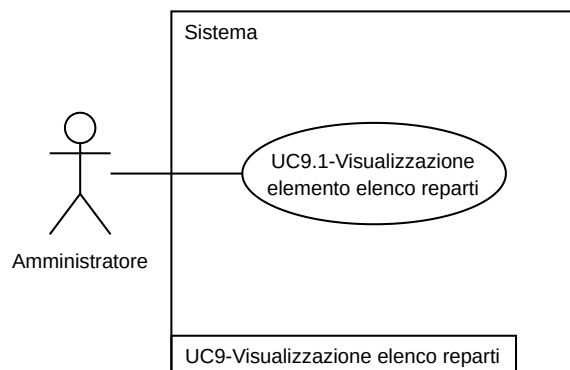 Sistema
UC9.1-Visualizzazione
elemento elenco reparti
Amministratore
UC9-Visualizzazione elenco reparti